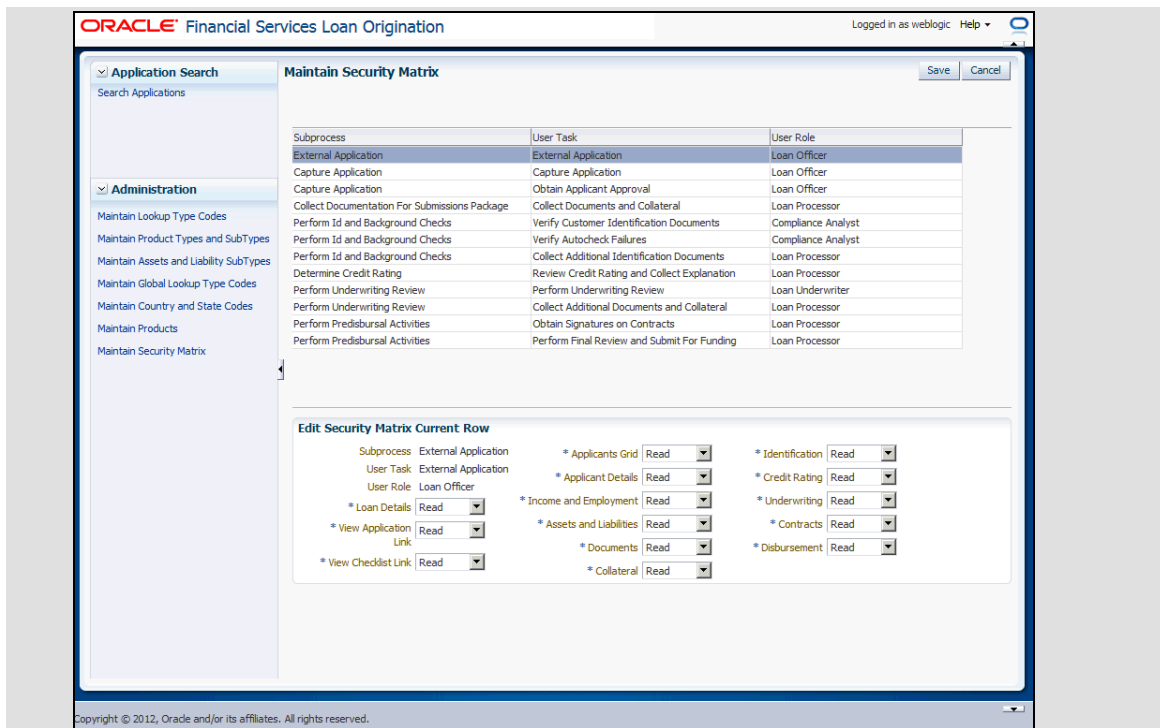 ORACLE Financial Services Loan Origination
Logged in as weblogic Help
Application Search
Search Applications
Administration
Maintain Lookup Type Codes
Maintain Product Types and SubTypes
Maintain Assets and Liability SubTypes
Maintain Global Lookup Type Codes
Maintain Country and State Codes
Maintain Products
Maintain Security Matrix
Maintain Security Matrix
Save Cancel
Subprocess User Task User Role
External Application External Application Loan Officer
Capture Application Capture Application Loan Officer
Capture Application Obtain Applicant Approval Loan Officer
Collect Documentation For Submissions Package Collect Documents and Collateral Loan Processor
Perform Id and Background Checks Verify Customer Identification Documents Compliance Analyst
Perform Id and Background Checks Verify Autocheck Failures Compliance Analyst
Perform Id and Background Checks Collect Additional Identification Documents Loan Processor
Determine Credit Rating Review Credit Rating and Collect Explanation Loan Processor
Perform Underwriting Review Perform Underwriting Review Loan Underwriter
Perform Underwriting Review Collect Additional Documents and Collateral Loan Processor
Perform Predisbursal Activities Obtain Signatures on Contracts Loan Processor
Perform Predisbursal Activities Perform Final Review and Submit For Funding Loan Processor
Edit Security Matrix Current Row
Subprocess External Application
User Task External Application
User Role Loan Officer
* Loan Details Read
* View Application Link Read
* View Checklist Link Read
* Applicants Grid Read
* Applicant Details Read
* Income and Employment Read
* Assets and Liabilities Read
* Documents Read
* Collateral Read
* Identification Read
* Credit Rating Read
* Underwriting Read
* Contracts Read
* Disbursement Read
Copyright © 2012, Oracle and/or its affiliates. All rights reserved.